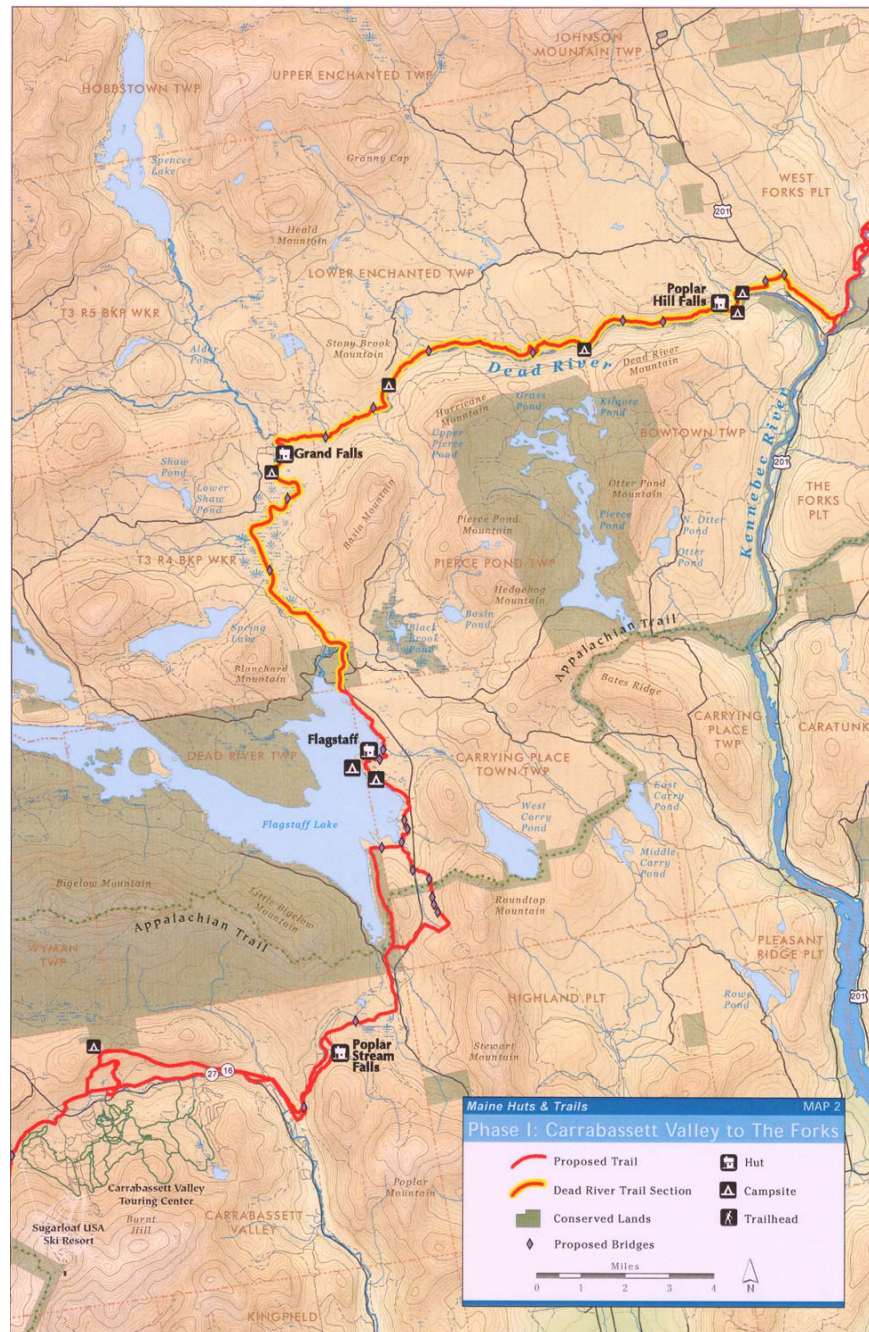 JOHNSON
MOUNTAIN TWP
UPPER ENCHANTED TWP
HOBBSTOWN TWP
Granny Cap
Spencer
Lake
WEST
FORKS PLT
201
Heald
Mountain
LOWER ENCHANTED TWP
Poplar
Hill Falls
T3 R5 BKP WKR
Stony Brook
Mountain
Alder
Pond
Dead River
Dead River
Mountain
Hurricane
Mountain
Grass
Pond
Kilgore
Pond
Upper
Pierce
Pond
BOWTOWN TWP
Kennebec River
201
Grand Falls
Shaw
Pond
Lower
Shaw
Pond
Basin Mountain
Otter Pond
Mountain
THE
FORKS
PLT
Pierce Pond
Mountain
Pierce
Pond
N. Otter
Pond
Otter
Pond
T3 R4 BKP WKR
PIERCE POND TWP
Hedgehog
Mountain
Spring
Lake
Black
Brook
Pond
Basin
Pond
Appalachian Trail
Blanchard
Mountain
Bates Ridge
CARRYING
PLACE
TWP
CARATUNK
Flagstaff
DEAD RIVER TWP
CARRYING PLACE
TOWN TWP
Flagstaff Lake
West
Carry
Pond
East
Carry
Pond
Middle
Carry
Pond
Bigelow Mountain
Little Bigelow
Mountain
Roundtop
Mountain
Appalachian Trail
WYMAN
TWP
PLEASANT
RIDGE PLT
HIGHLAND PLT
Rowe
Pond
201
Poplar
Stream
Falls
Stewart
Mountain
27
16
Carrabassett Valley
Touring Center
Poplar
Mountain
Sugarloaf USA
Ski Resort
Burnt
Hill
CARRABASSETT
VALLEY
KINGFIELD
Maine Huts & Trails MAP 2
Phase I: Carrabassett Valley to The Forks
Proposed Trail
Hut
Dead River Trail Section
Campsite
Conserved Lands
Trailhead
Proposed Bridges
Miles
0 1 2 3 4
N